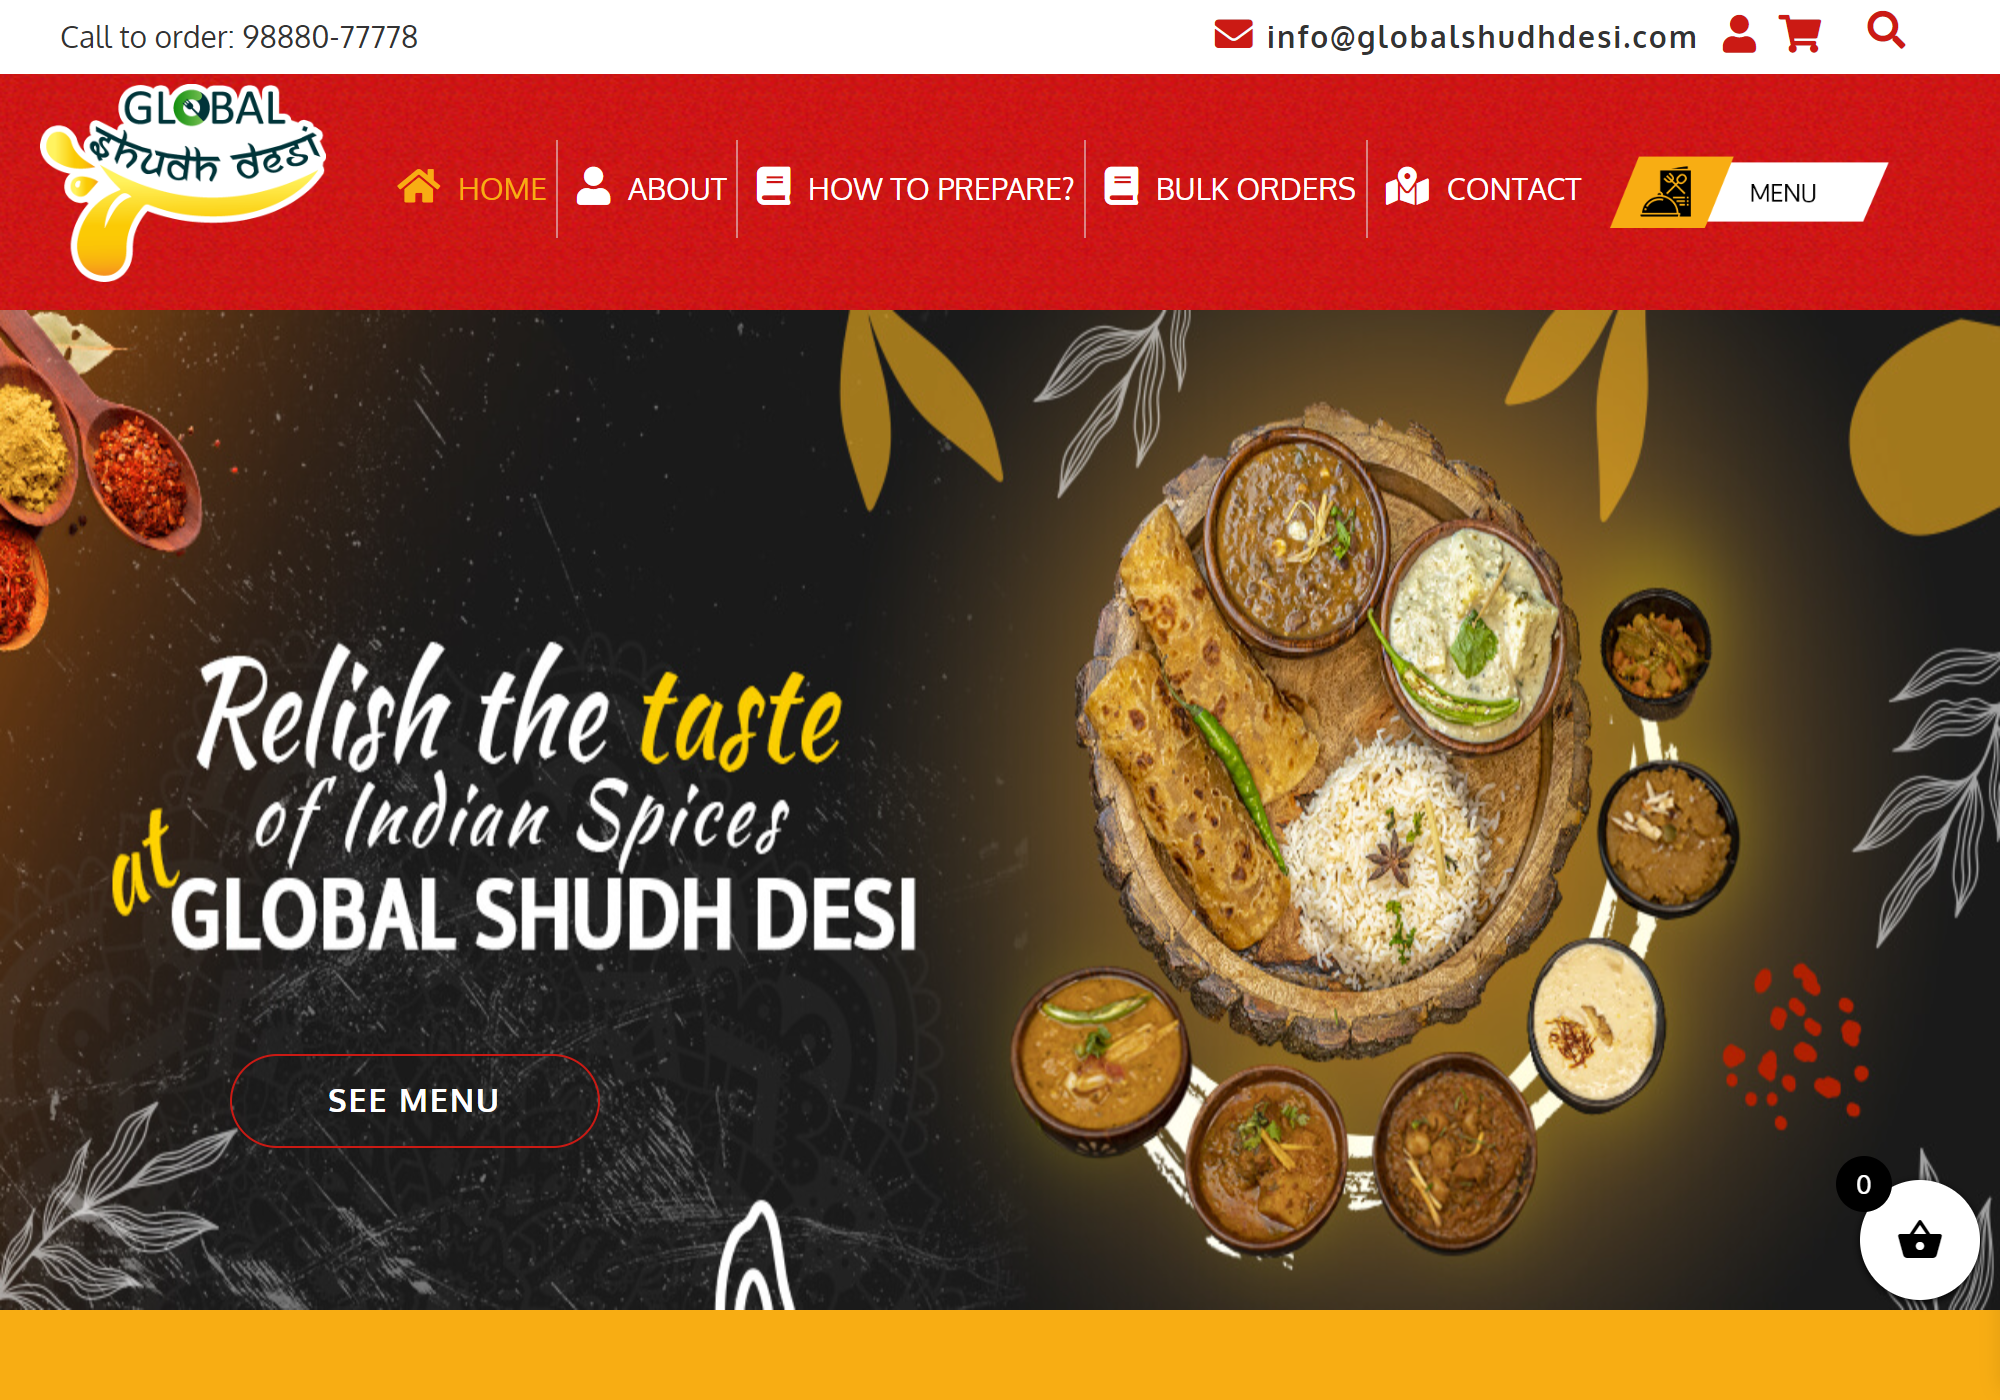 Call to order: 98880-77778
info@globalshudhdesi.com
GLOBAL
shudh desi
HOME
ABOUT
HOW TO PREPARE?
BULK ORDERS
CONTACT
MENU
Relish the taste
of Indian Spices
at
GLOBAL SHUDH DESI
SEE MENU
0